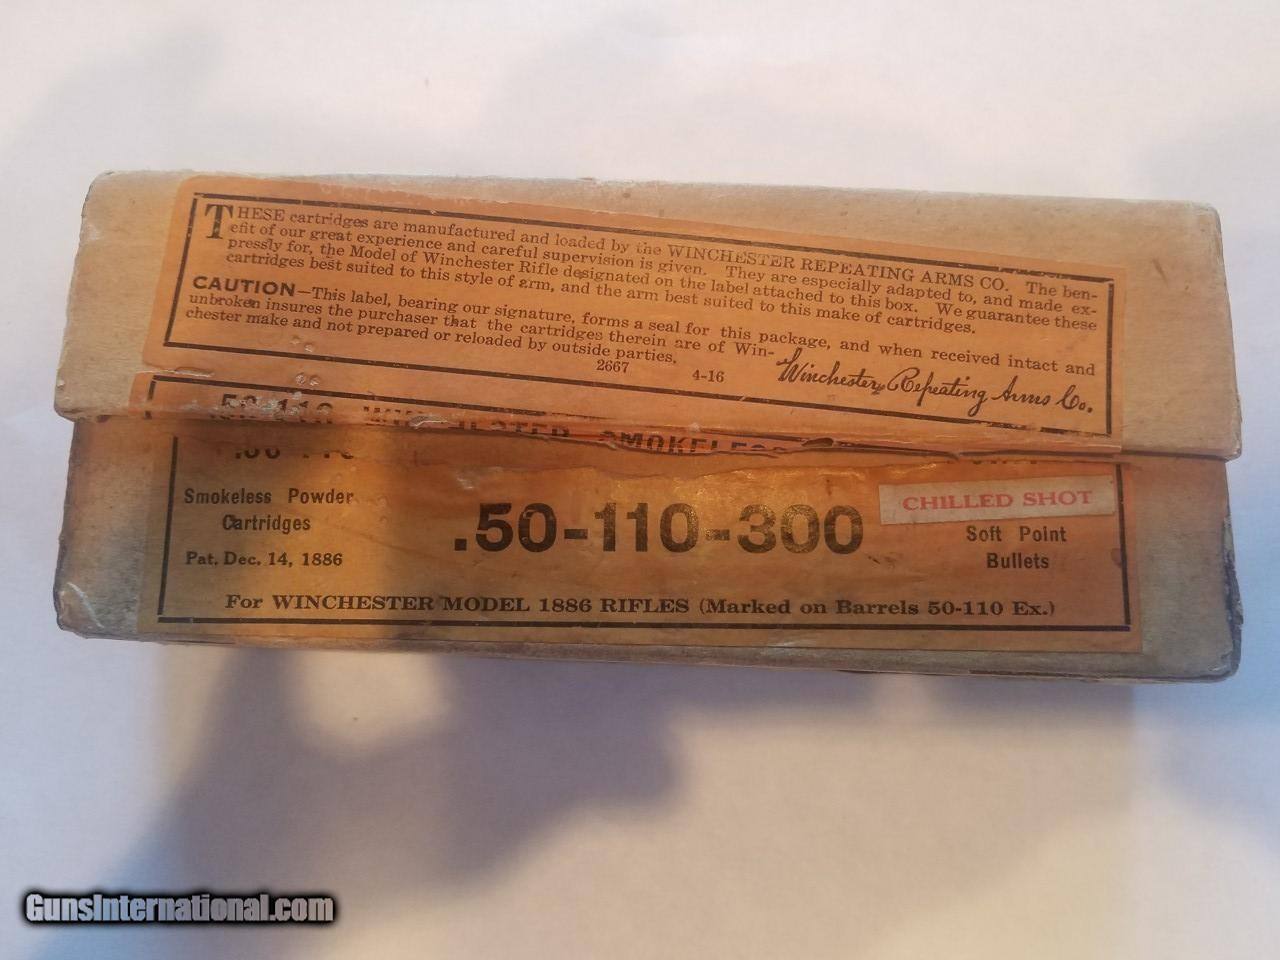 THESE cartridges are manufactured and loaded by the WINCHESTER REPEATING ARMS CO. The ben-
efit of our great experience and careful supervision is given. They are especially adapted to, and made ex-
pressly for, the Model of Winchester Rifle designated on the label attached to this box. We guarantee these
cartridges best suited to this style of arm, and the arm best suited to this make of cartridges.
CAUTION—This label, bearing our signature, forms a seal for this package, and when received intact and
unbroken insures the purchaser that the cartridges therein are of Win-
chester make and not prepared or reloaded by outside parties.
2667 4-16 Winchester Repeating Arms Co.
.50-110 WINCHESTER SMOKELESS
Smokeless Powder
Cartridges
Pat. Dec. 14, 1886
.50-110-300
CHILLED SHOT
Soft Point
Bullets
For WINCHESTER MODEL 1886 RIFLES (Marked on Barrels 50-110 Ex.)
GunsInternational.com